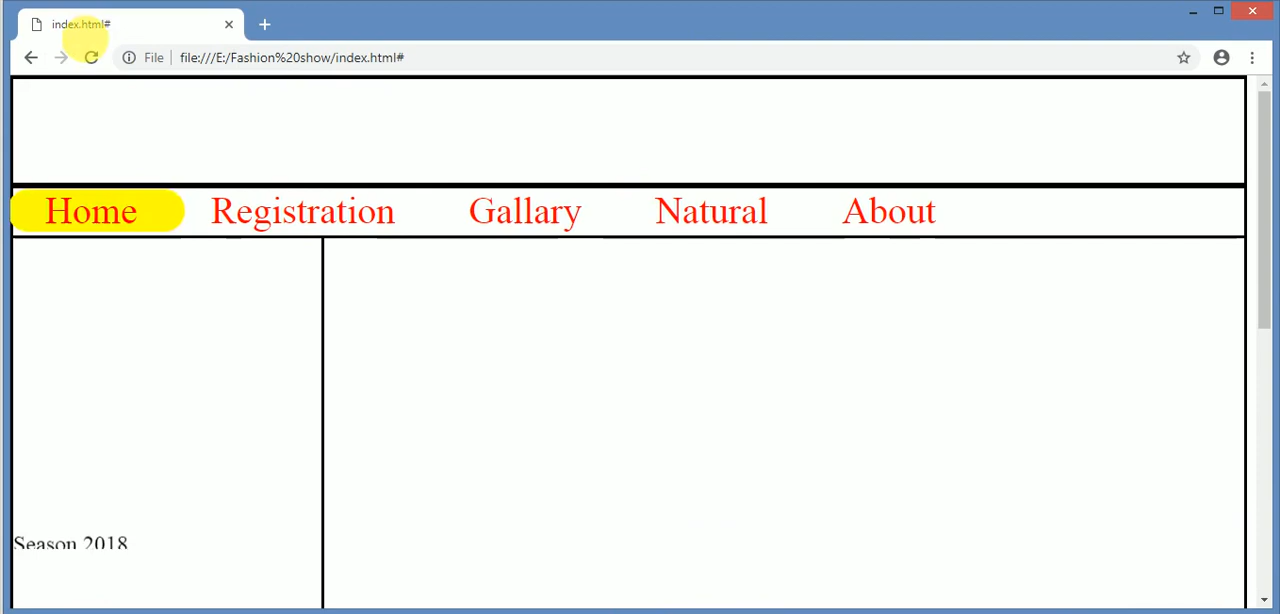 index.html#
File file:///E:/Fashion%20show/index.html#
Home Registration Gallary Natural About
Season 2018